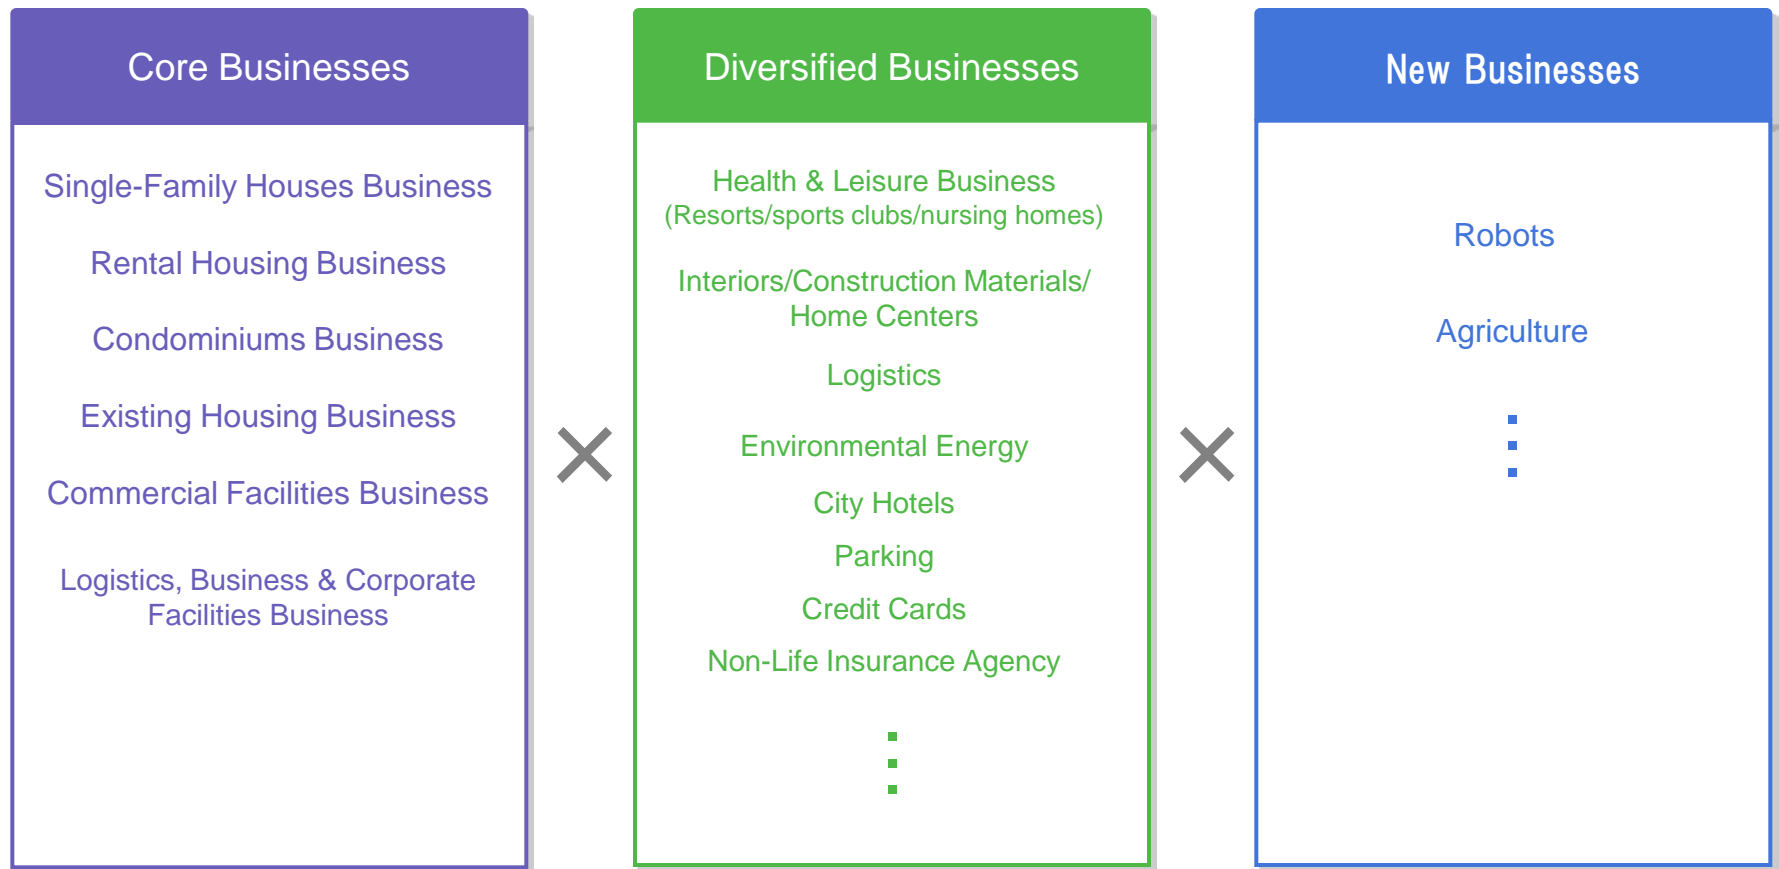 Core Businesses
Single-Family Houses Business
Rental Housing Business
Condominiums Business
Existing Housing Business
Commercial Facilities Business
Logistics, Business & Corporate
Facilities Business
×
Diversified Businesses
Health & Leisure Business
(Resorts/sports clubs/nursing homes)
Interiors/Construction Materials/
Home Centers
Logistics
Environmental Energy
City Hotels
Parking
Credit Cards
Non-Life Insurance Agency
×
New Businesses
Robots
Agriculture